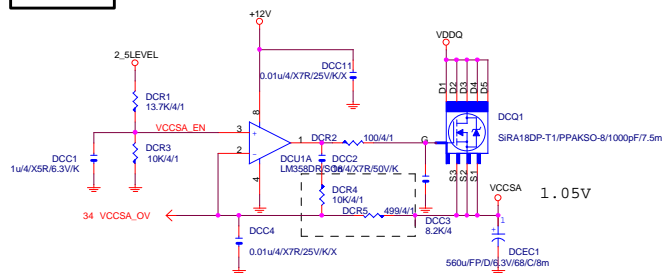 +12V
2_5LEVEL
VDDQ
DCC11
0.01u/4/X7R/25V/K/X
D1
D2
D3
D4
D5
DCR1
13.7K/4/1
DCQ1
SiRA18DP-T1/PPAKSO-8/1000pF/7.5m
VCCSA_EN
3
8
1
DCR2
100/4/1
G
DCC1
1u/4/X5R/6.3V/K
DCR3
10K/4/1
2
4
DCU1A
LM358DR/SO8
DCC2
/4/X7R/50V/K
S3
S2
S1
DCR4
10K/4/1
VCCSA
1.05V
34 VCCSA_OV
DCR5
499/4/1
DCC3
8.2K/4
1
DCC4
0.01u/4/X7R/25V/K/X
DCEC1
560u/FP/D/6.3V/68/C/8m